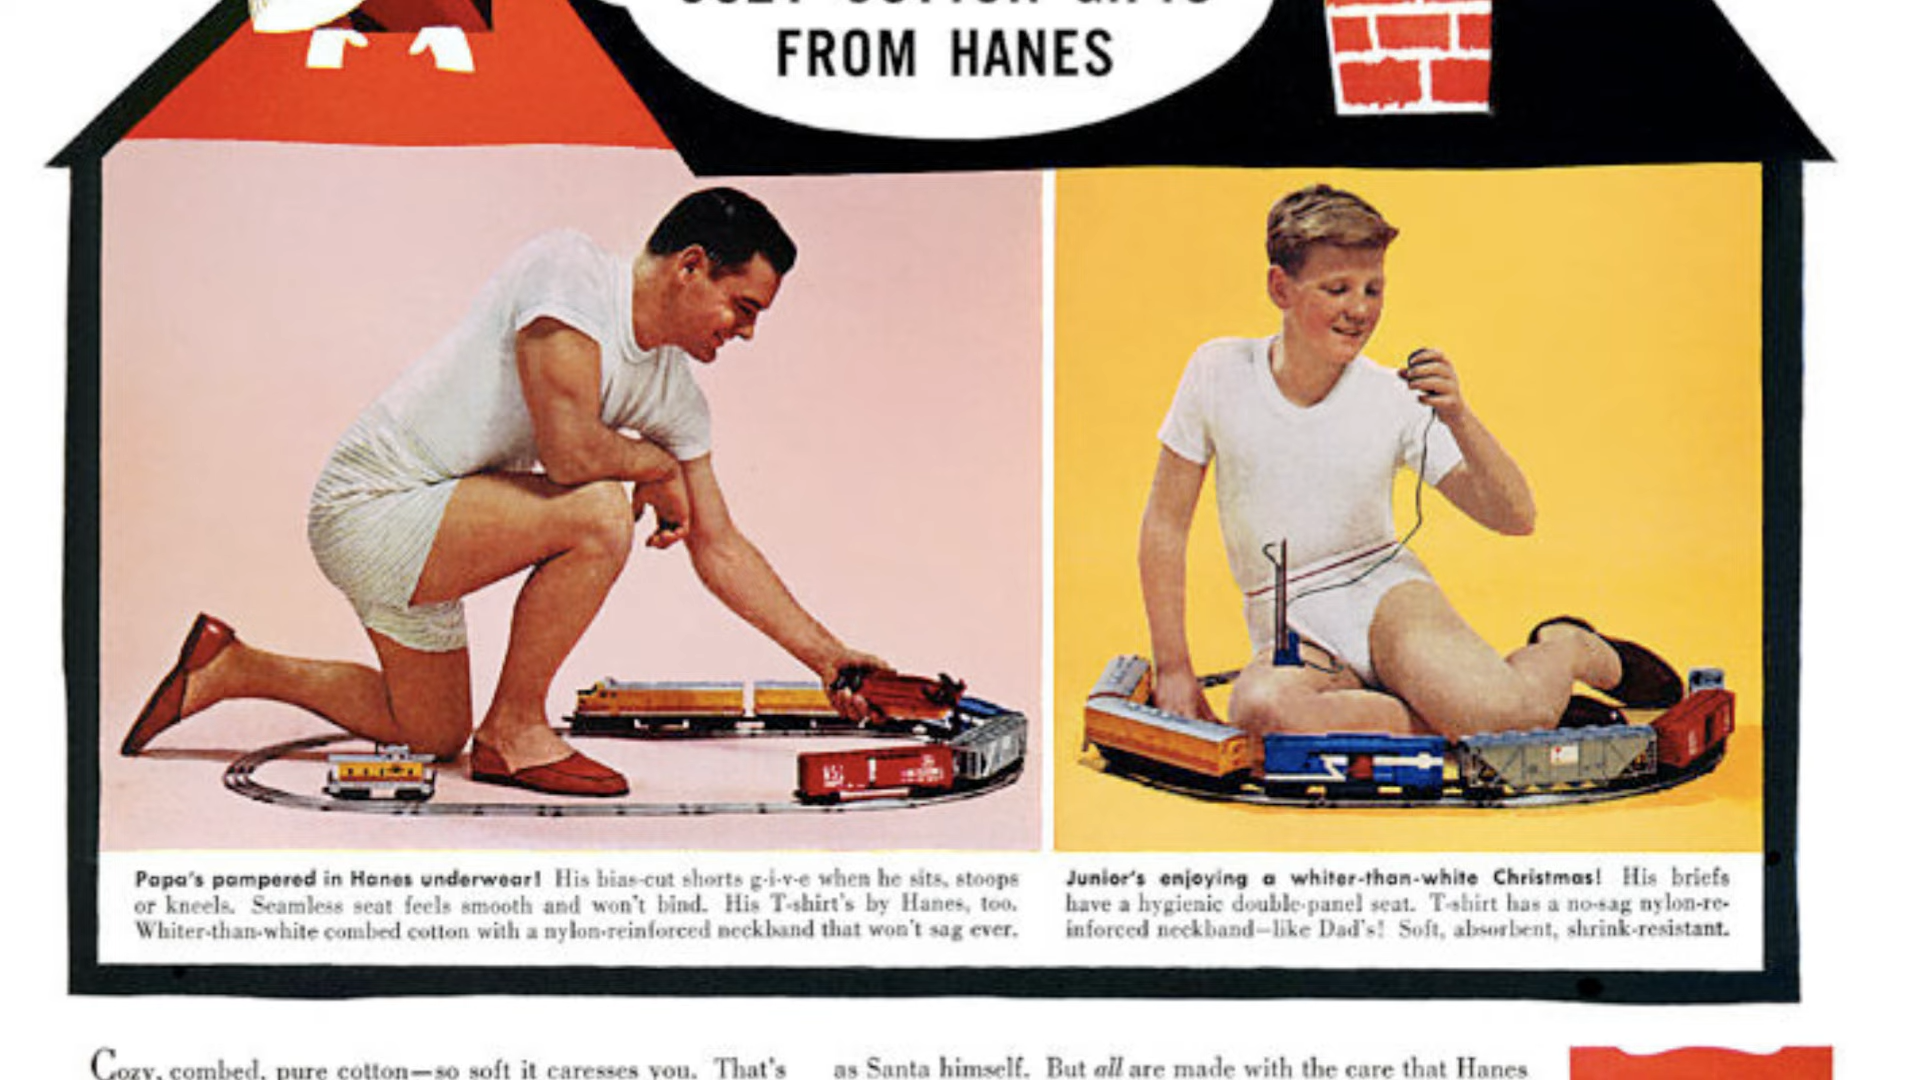 FROM HANES
Papa's pampered in Hanes underwear! His bias-cut shorts g-i-v-e when he sits, stoops
or kneels. Seamless seat feels smooth and won't bind. His T-shirt's by Hanes, too.
Whiter-than-white combed cotton with a nylon-reinforced neckband that won't sag ever.
Junior's enjoying a whiter-than-white Christmas! His briefs
have a hygienic double-panel seat. T-shirt has a no-sag nylon-re-
inforced neckband—like Dad's! Soft, absorbent, shrink-resistant.
Cozy, combed, pure cotton—so soft it caresses you. That's
as Santa himself. But all are made with the care that Hanes